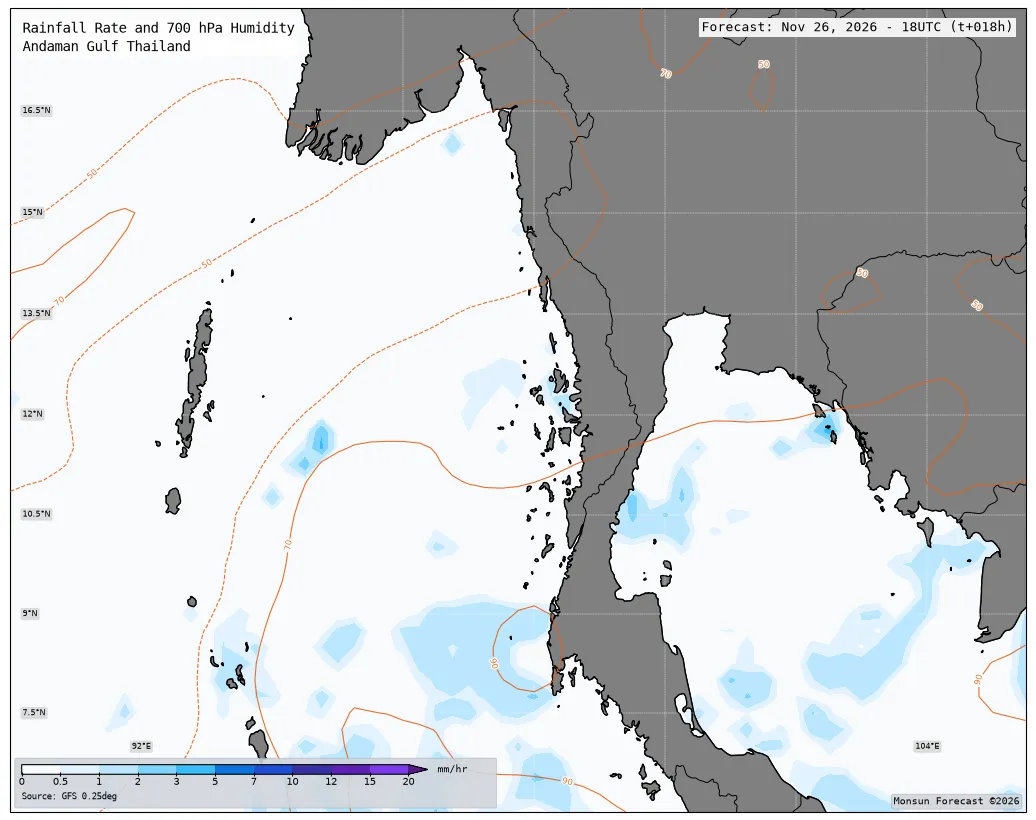 Rainfall Rate and 700 hPa Humidity
Andaman Gulf Thailand
Forecast: Nov 26, 2026 - 18UTC (t+018h)
50
70
16.5°N
50
15°N
50
50
70
50
13.5°N
12°N
10.5°N
70
9°N
90
90
7.5°N
92°E
104°E
mm/hr
0 0.5 1 2 3 5 7 10 12 15 20
90
Source: GFS 0.25deg
Monsun Forecast ©2026